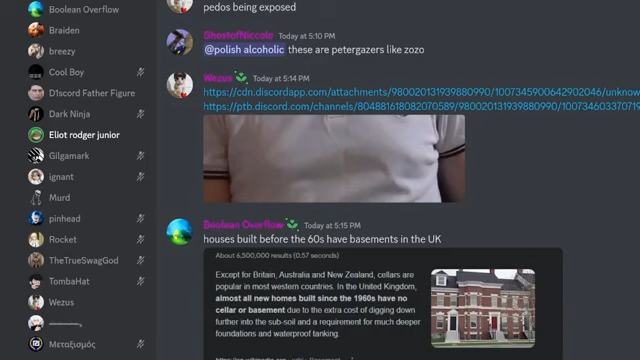 Boolean Overflow
Braiden
breezy
Cool Boy
D1scord Father Figure
Dark Ninja
Eliot rodger junior
Gilgamark
ignant
Murd
pinhead
Rocket
TheTrueSwagGod
TombaHat
Wezus
Μεταξισμός
pedos being exposed
GhostofNiccole Today at 5:10 PM
@polish alcoholic these are petergazers like zozo
Wezus Today at 5:14 PM
https://cdn.discordapp.com/attachments/980020131939880990/1007345900642902046/unknow
https://ptb.discord.com/channels/804881618082070589/980020131939880990/10073460337071
Boolean Overflow Today at 5:15 PM
houses built before the 60s have basements in the UK
About 6,500,000 results (0.57 seconds)
Except for Britain, Australia and New Zealand, cellars are
popular in most western countries. In the United Kingdom,
almost all new homes built since the 1960s have no
cellar or basement due to the extra cost of digging down
further into the sub-soil and a requirement for much deeper
foundations and waterproof tanking.